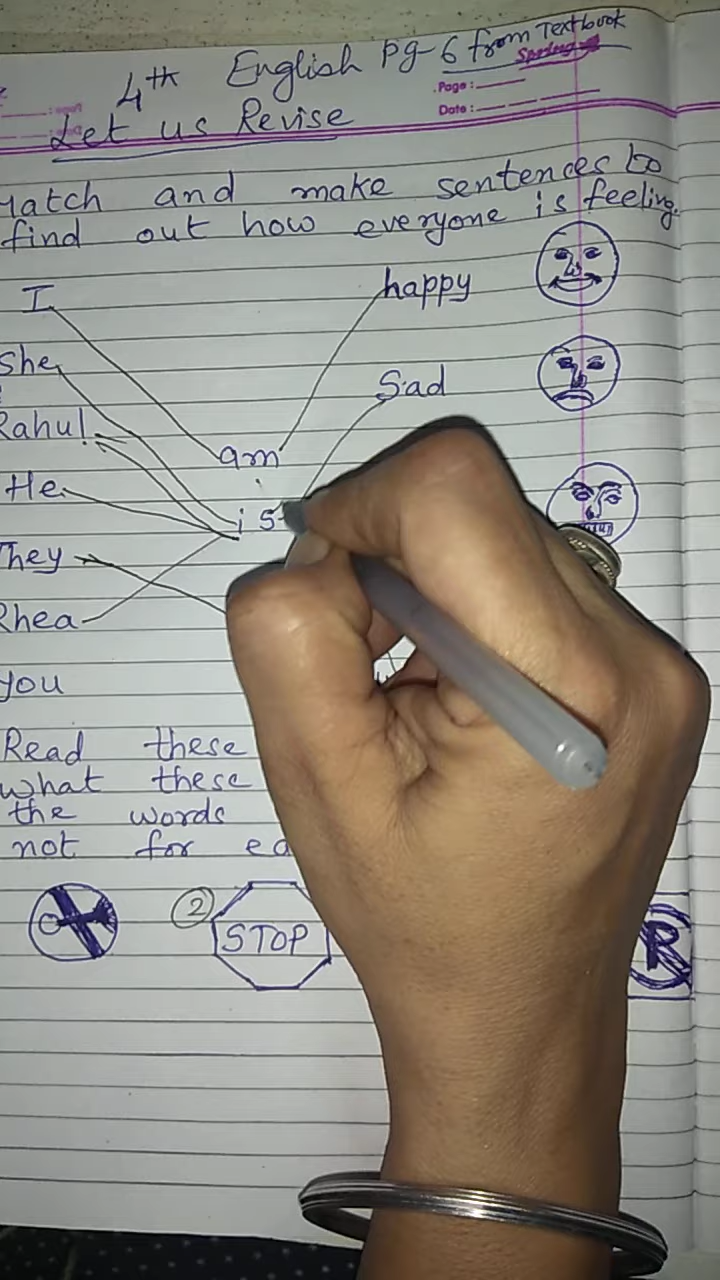 4th English pg-6 from Textbook
Spring
Page :
Date :
Let us Revise
Match and make sentences to
find out how everyone is feeling.
I happy
She Sad
Rahul am
He is
They
Rhea
you
Read these
what these
the words
not for
2 STOP R